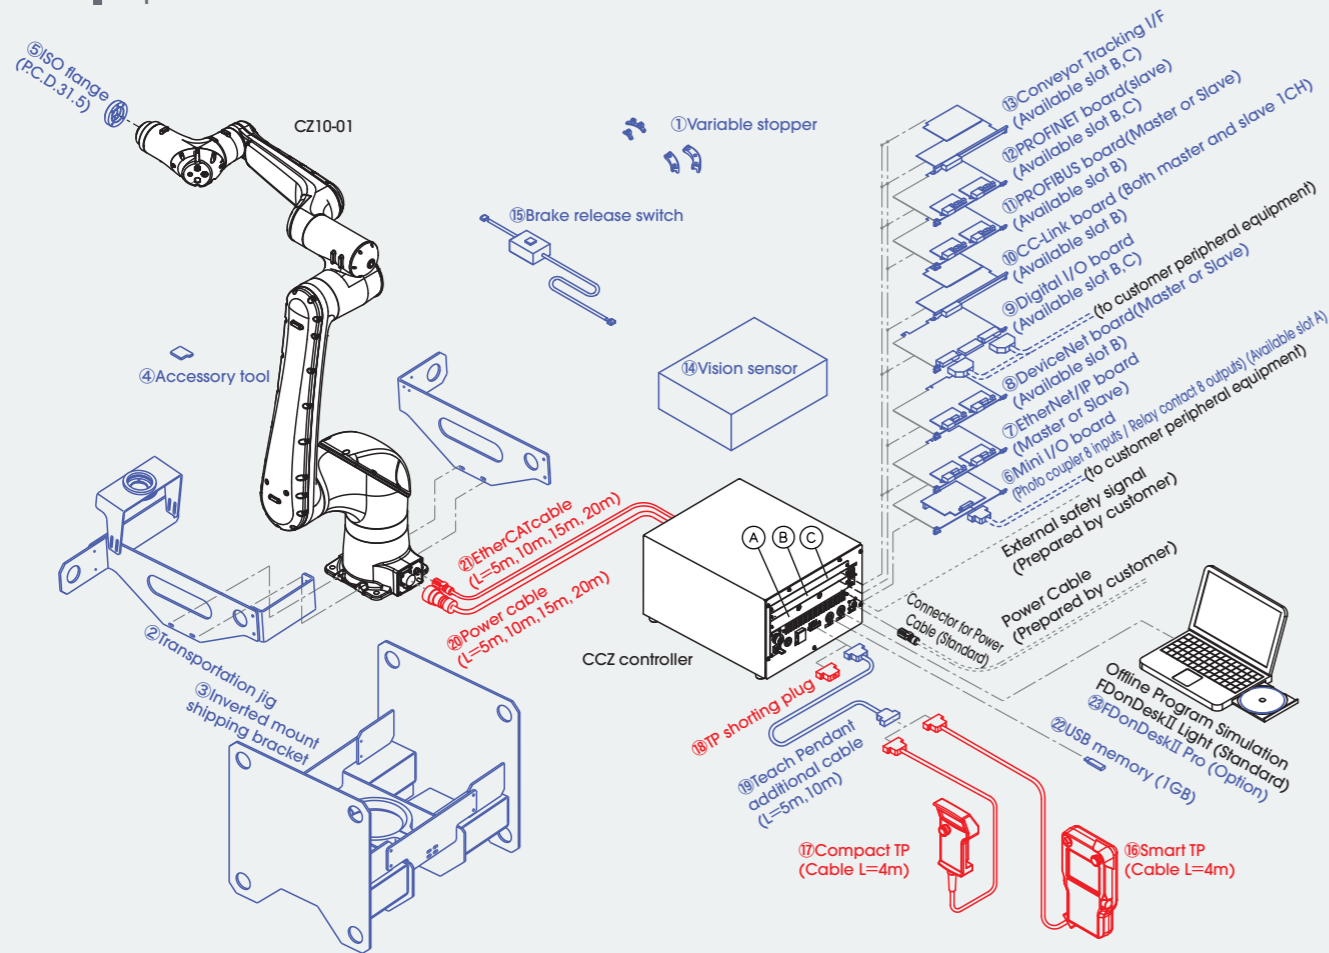 ⑤ISO flange
(P.C.D.31.5)
CZ10-01
①Variable stopper
⑮Brake release switch
④Accessory tool
⑭Vision sensor
②Transportation jig
③Inverted mount
shipping bracket
㉑EtherCATcable
(L=5m,10m,15m, 20m)
⑳Power cable
(L=5m,10m,15m, 20m)
A
B
C
CCZ controller
⑬Conveyor Tracking I/F
(Available slot B,C)
⑫PROFINET board(slave)
(Available slot B,C)
⑪PROFIBUS board(Master or Slave)
(Available slot B)
⑩CC-Link board (Both master and slave 1CH)
(Available slot B)
⑨Digital I/O board
(Available slot B,C)
(to customer peripheral equipment)
⑧DeviceNet board(Master or Slave)
(Available slot B)
⑦EtherNet/IP board
(Master or Slave)
⑥Mini I/O board
(Photo coupler 8 inputs / Relay contact 8 outputs) (Available slot A)
(to customer peripheral equipment)
External safety signal
(Prepared by customer)
Connector for Power
Cable (Standard)
Power Cable
(Prepared by customer)
Offline Program Simulation
FDonDeskⅡ Light (Standard)
㉓FDonDeskⅡ Pro (Option)
㉒USB memory (1GB)
⑱TP shorting plug
⑲Teach Pendant
additional cable
(L=5m,10m)
⑰Compact TP
(Cable L=4m)
⑯Smart TP
(Cable L=4m)